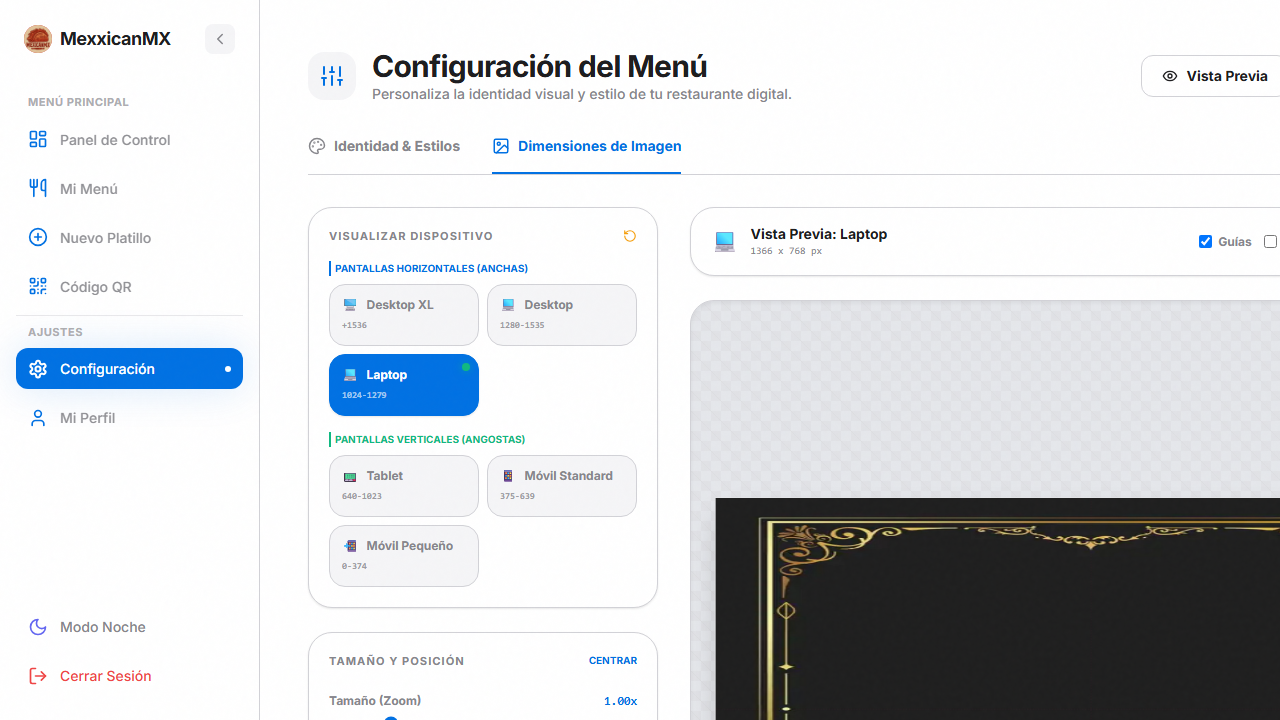 MexxicanMX
MENÚ PRINCIPAL
Panel de Control
Mi Menú
Nuevo Platillo
Código QR
AJUSTES
Configuración
Mi Perfil
Modo Noche
Cerrar Sesión
Configuración del Menú
Personaliza la identidad visual y estilo de tu restaurante digital.
Vista Previa
Identidad & Estilos
Dimensiones de Imagen
VISUALIZAR DISPOSITIVO
PANTALLAS HORIZONTALES (ANCHAS)
Desktop XL
+1536
Desktop
1280-1535
Laptop
1024-1279
PANTALLAS VERTICALES (ANGOSTAS)
Tablet
640-1023
Móvil Standard
375-639
Móvil Pequeño
0-374
TAMAÑO Y POSICIÓN
CENTRAR
Tamaño (Zoom)
1.00x
Vista Previa: Laptop
1366 x 768 px
Guías